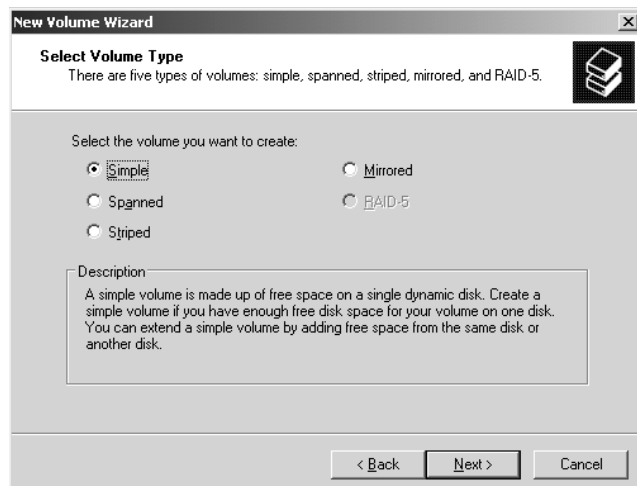 New Volume Wizard
Select Volume Type
There are five types of volumes: simple, spanned, striped, mirrored, and RAID-5.
Select the volume you want to create:
Simple
Mirrored
Spanned
RAID-5
Striped
Description
A simple volume is made up of free space on a single dynamic disk. Create a
simple volume if you have enough free disk space for your volume on one disk.
You can extend a simple volume by adding free space from the same disk or
another disk.
< Back
Next >
Cancel